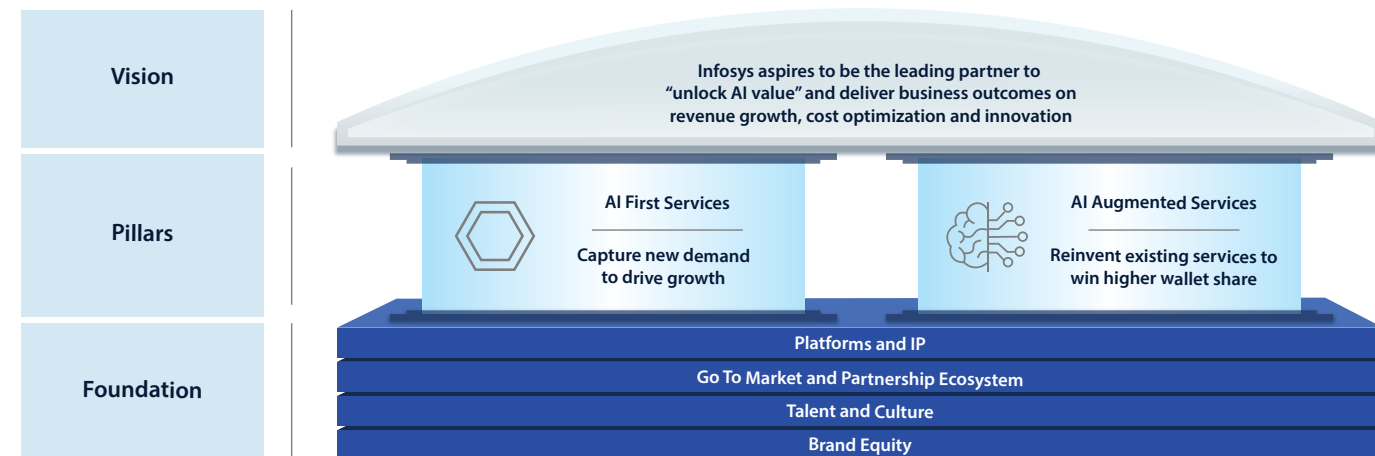 Vision
Infosys aspires to be the leading partner to
“unlock AI value” and deliver business outcomes on
revenue growth, cost optimization and innovation
Pillars
AI First Services
Capture new demand
to drive growth
AI Augmented Services
Reinvent existing services to
win higher wallet share
Foundation
Platforms and IP
Go To Market and Partnership Ecosystem
Talent and Culture
Brand Equity